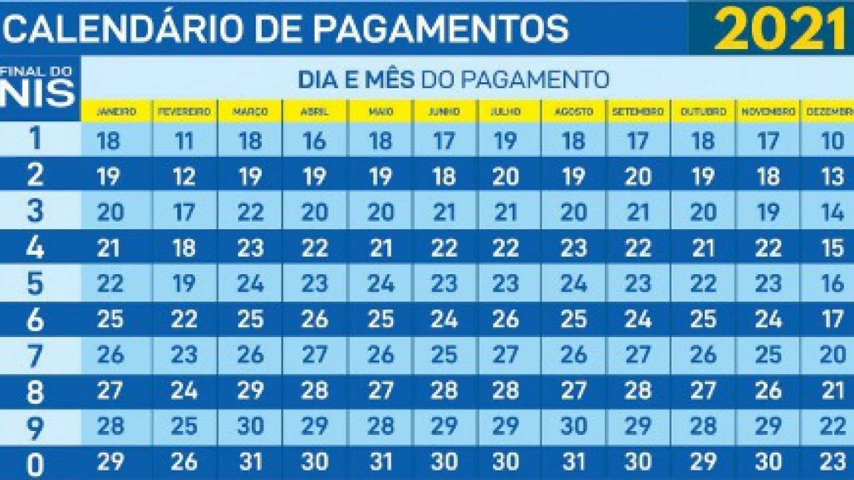 CALENDÁRIO DE PAGAMENTOS 2021
FINAL DO NIS
DIA E MÊS DO PAGAMENTO
JANEIRO FEVEREIRO MARÇO ABRIL MAIO JUNHO JULHO AGOSTO SETEMBRO OUTUBRO NOVEMBRO DEZEMBRO
1 18 11 18 16 18 17 19 18 17 18 17 10
2 19 12 19 19 19 18 20 19 20 19 18 13
3 20 17 22 20 20 21 21 20 21 20 19 14
4 21 18 23 22 21 22 22 23 22 21 22 15
5 22 19 24 23 24 23 23 24 23 22 23 16
6 25 22 25 26 25 24 26 25 24 25 24 17
7 26 23 26 27 26 25 27 26 27 26 25 20
8 27 24 29 28 27 28 28 27 28 27 26 21
9 28 25 30 29 28 29 29 30 29 28 29 22
0 29 26 31 30 31 30 30 31 30 29 30 23